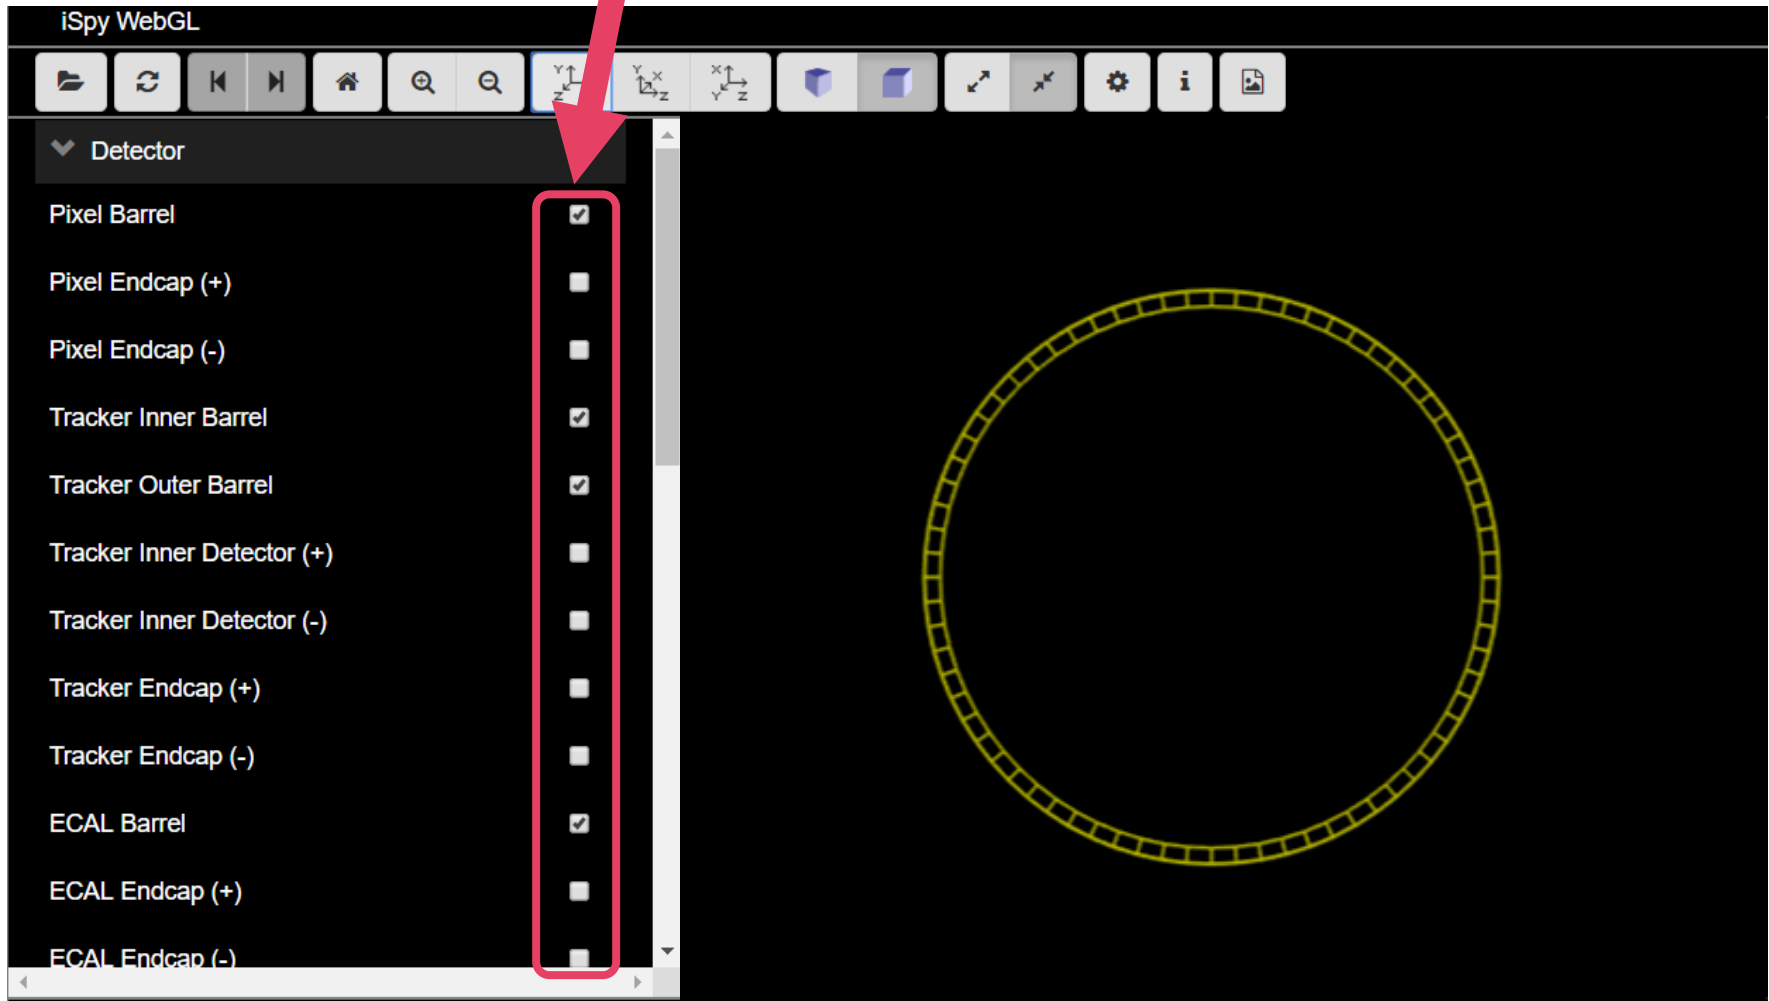 iSpy WebGL
Y Z Y X Z X Y Z
Detector
Pixel Barrel
Pixel Endcap (+)
Pixel Endcap (-)
Tracker Inner Barrel
Tracker Outer Barrel
Tracker Inner Detector (+)
Tracker Inner Detector (-)
Tracker Endcap (+)
Tracker Endcap (-)
ECAL Barrel
ECAL Endcap (+)
ECAL Endcap (-)